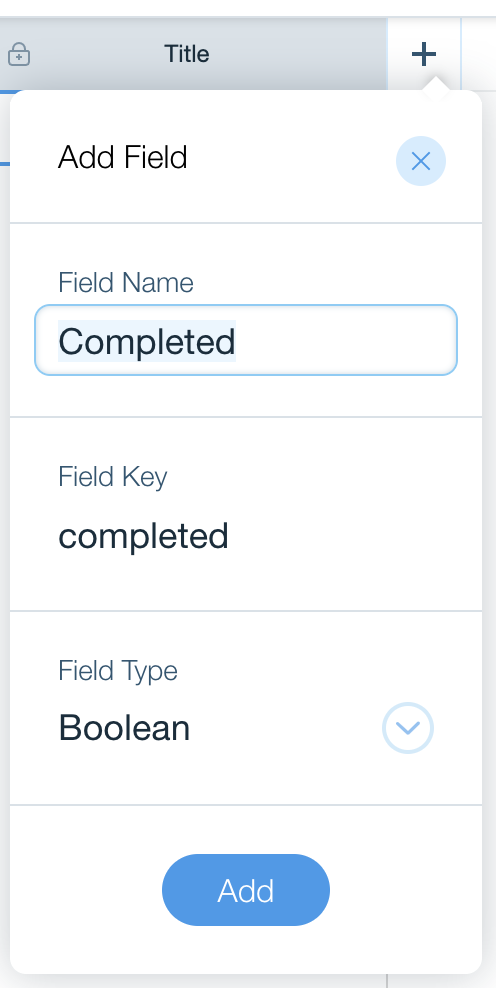 Title
Add Field
Field Name
Completed
Field Key
completed
Field Type
Boolean
Add